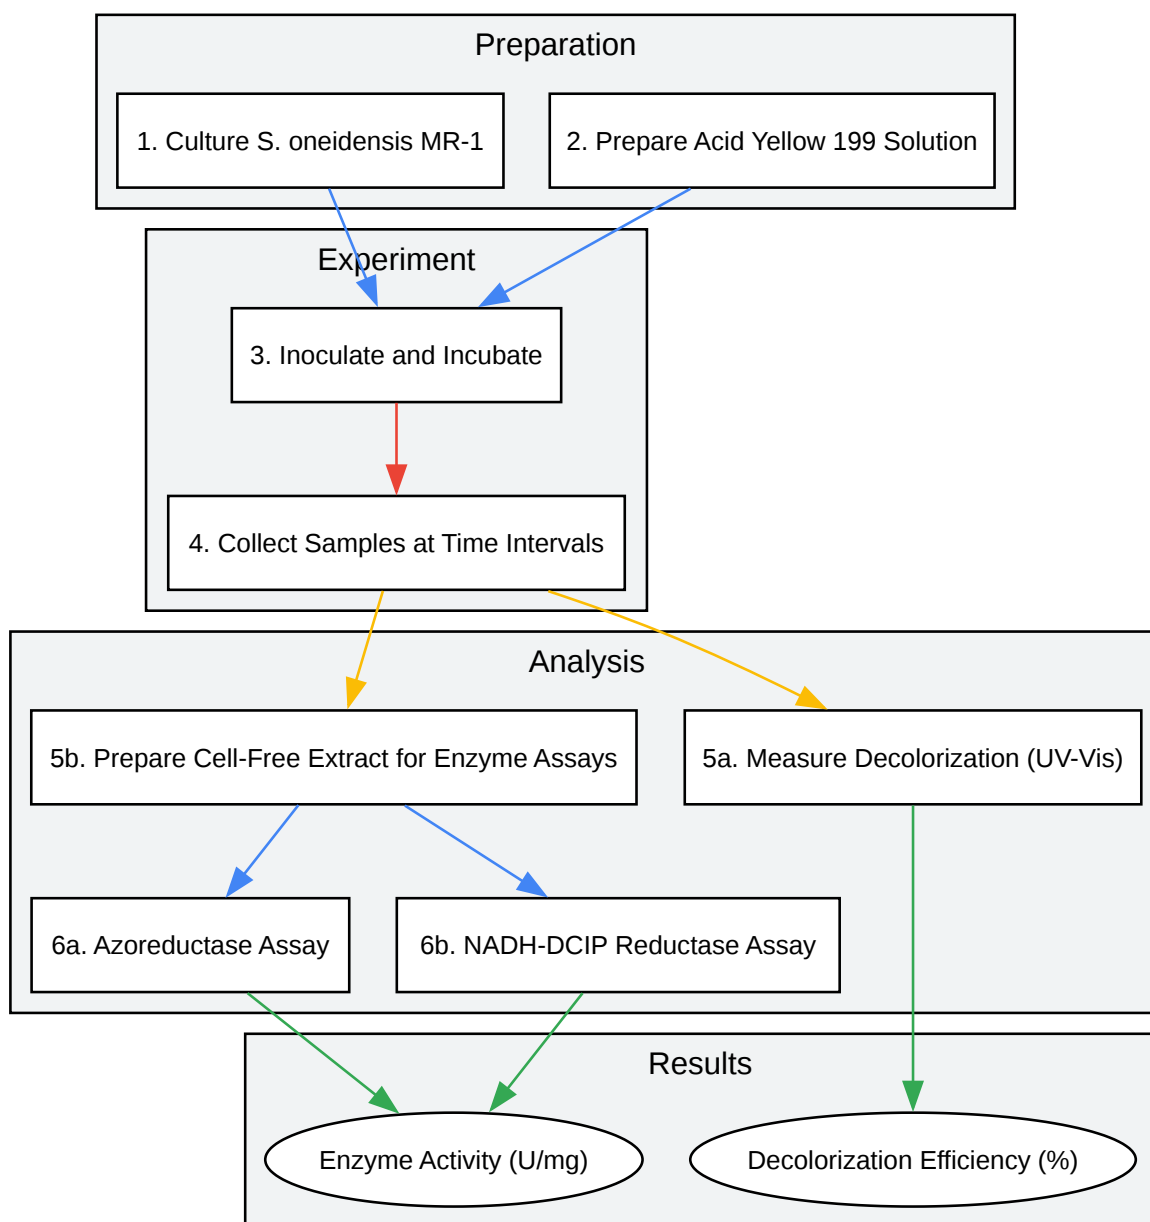 Preparation
1. Culture S. oneidensis MR-1
2. Prepare Acid Yellow 199 Solution
Experiment
3. Inoculate and Incubate
4. Collect Samples at Time Intervals
Analysis
5b. Prepare Cell-Free Extract for Enzyme Assays
5a. Measure Decolorization (UV-Vis)
6a. Azoreductase Assay
6b. NADH-DCIP Reductase Assay
Results
Enzyme Activity (U/mg)
Decolorization Efficiency (%)